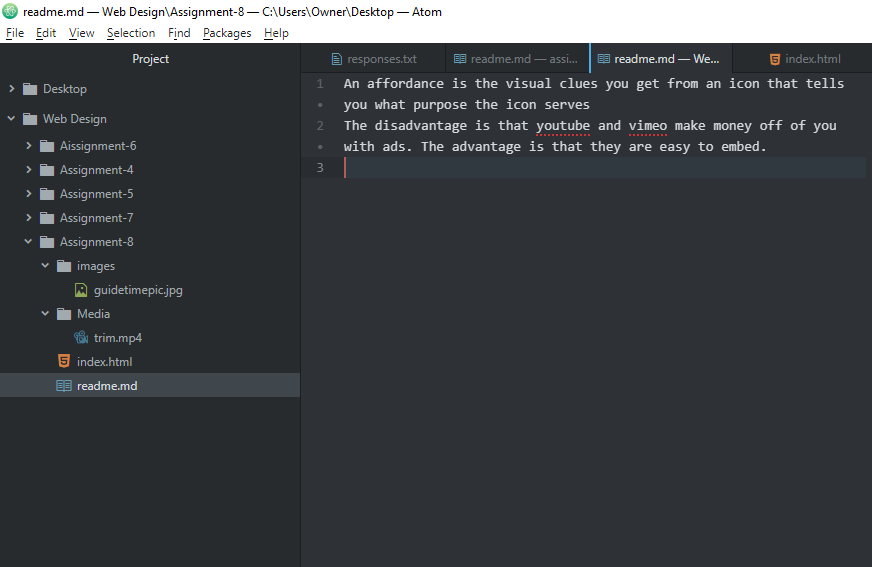 readme.md — Web Design\Assignment-8 — C:\Users\Owner\Desktop — Atom
File Edit View Selection Find Packages Help
Project
Desktop
Web Design
Aissignment-6
Assignment-4
Assignment-5
Assignment-7
Assignment-8
images
guidetimepic.jpg
Media
trim.mp4
index.html
readme.md
responses.txt
readme.md — assi...
readme.md — We...
index.html
1 An affordance is the visual clues you get from an icon that tells
• you what purpose the icon serves
2 The disadvantage is that youtube and vimeo make money off of you
• with ads. The advantage is that they are easy to embed.
3